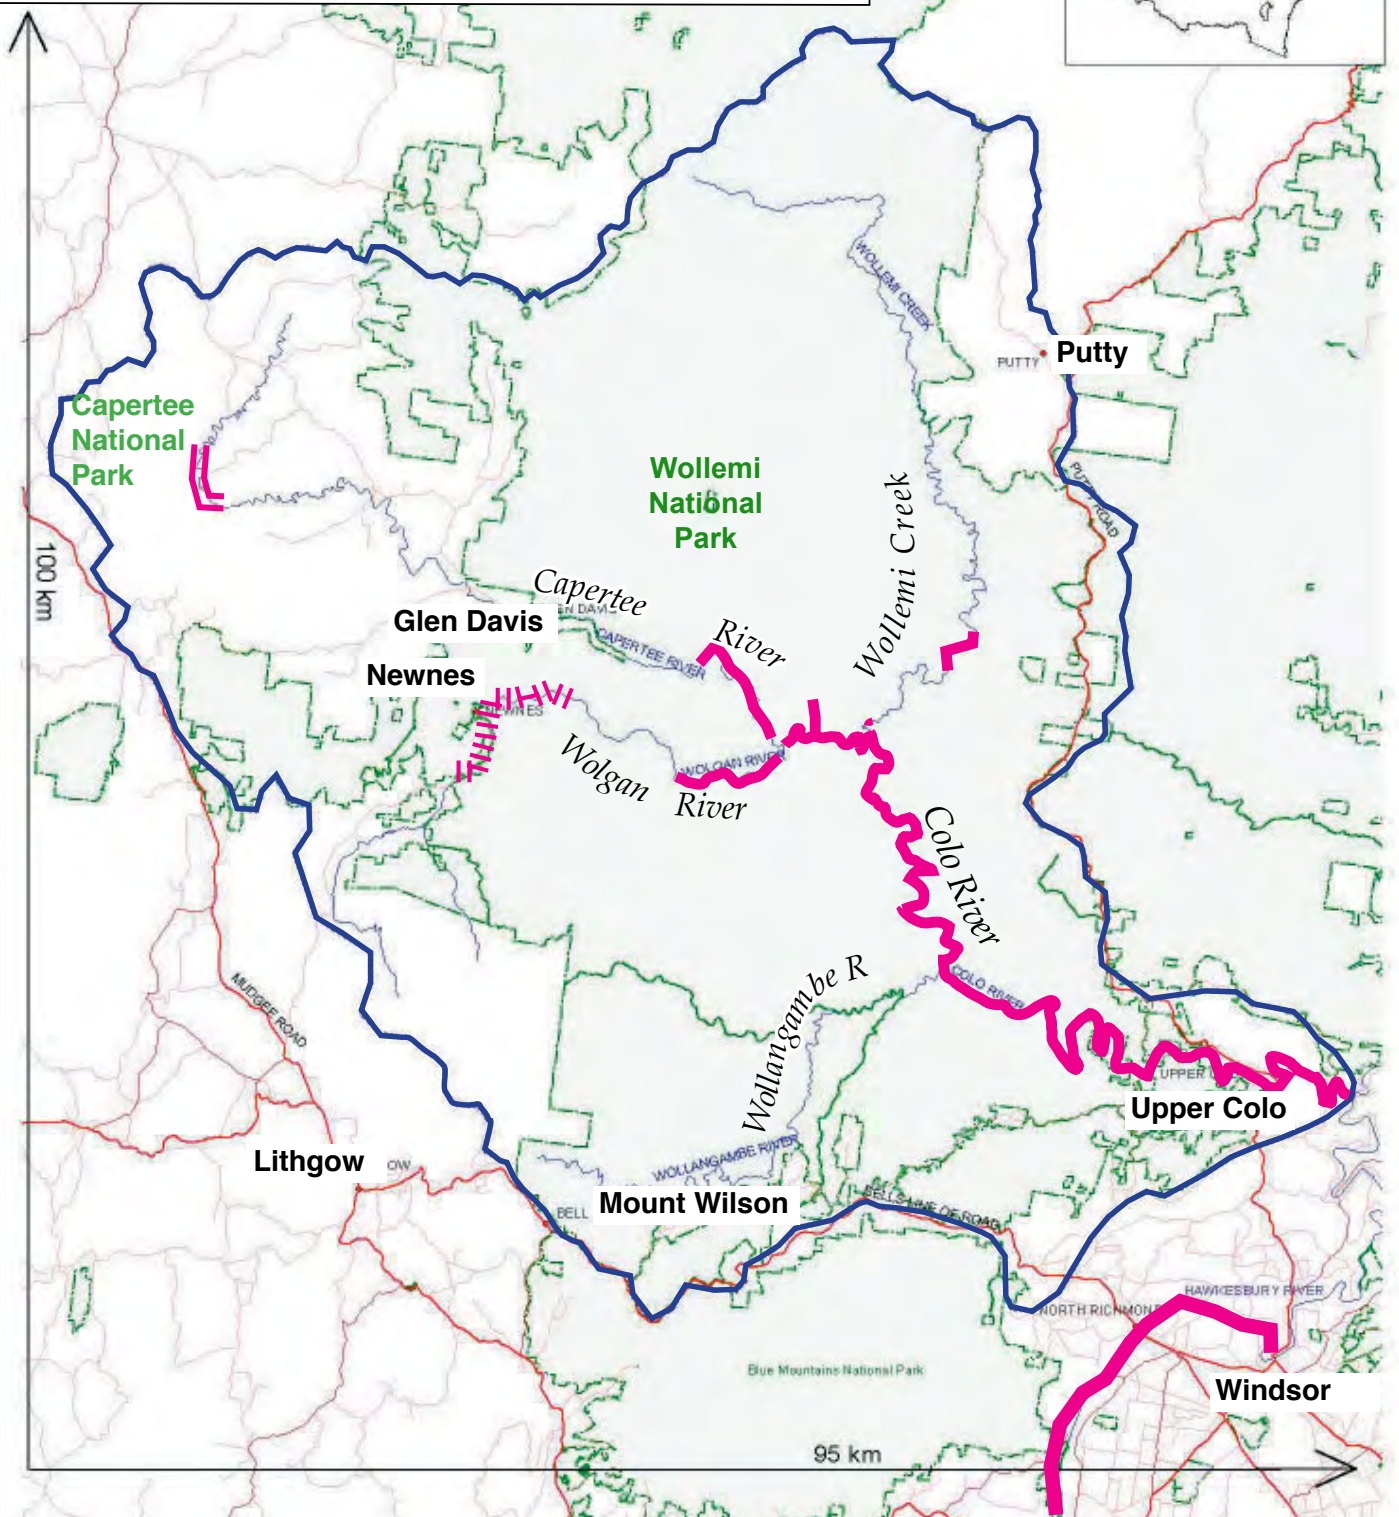 PUTTY
Putty
WOLLEMI CREEK
Capertee
National
Park
Wollemi
National
Park
PUTTY ROAD
Wollemi Creek
100 km
Capertee
River
Glen Davis
CAPERTEE RIVER
Newnes
NEWNES
Wolgan
River
WOLGAN RIVER
Colo River
COLO RIVER
Wollangambe R
MUDGEE ROAD
UPPER
Upper Colo
Lithgow
OW
WOLLANGAMBE RIVER
Mount Wilson
BELL
BELLS LINE OF ROAD
HAWKESBURY RIVER
NORTH RICHMOND
Blue Mountains National Park
Windsor
95 km